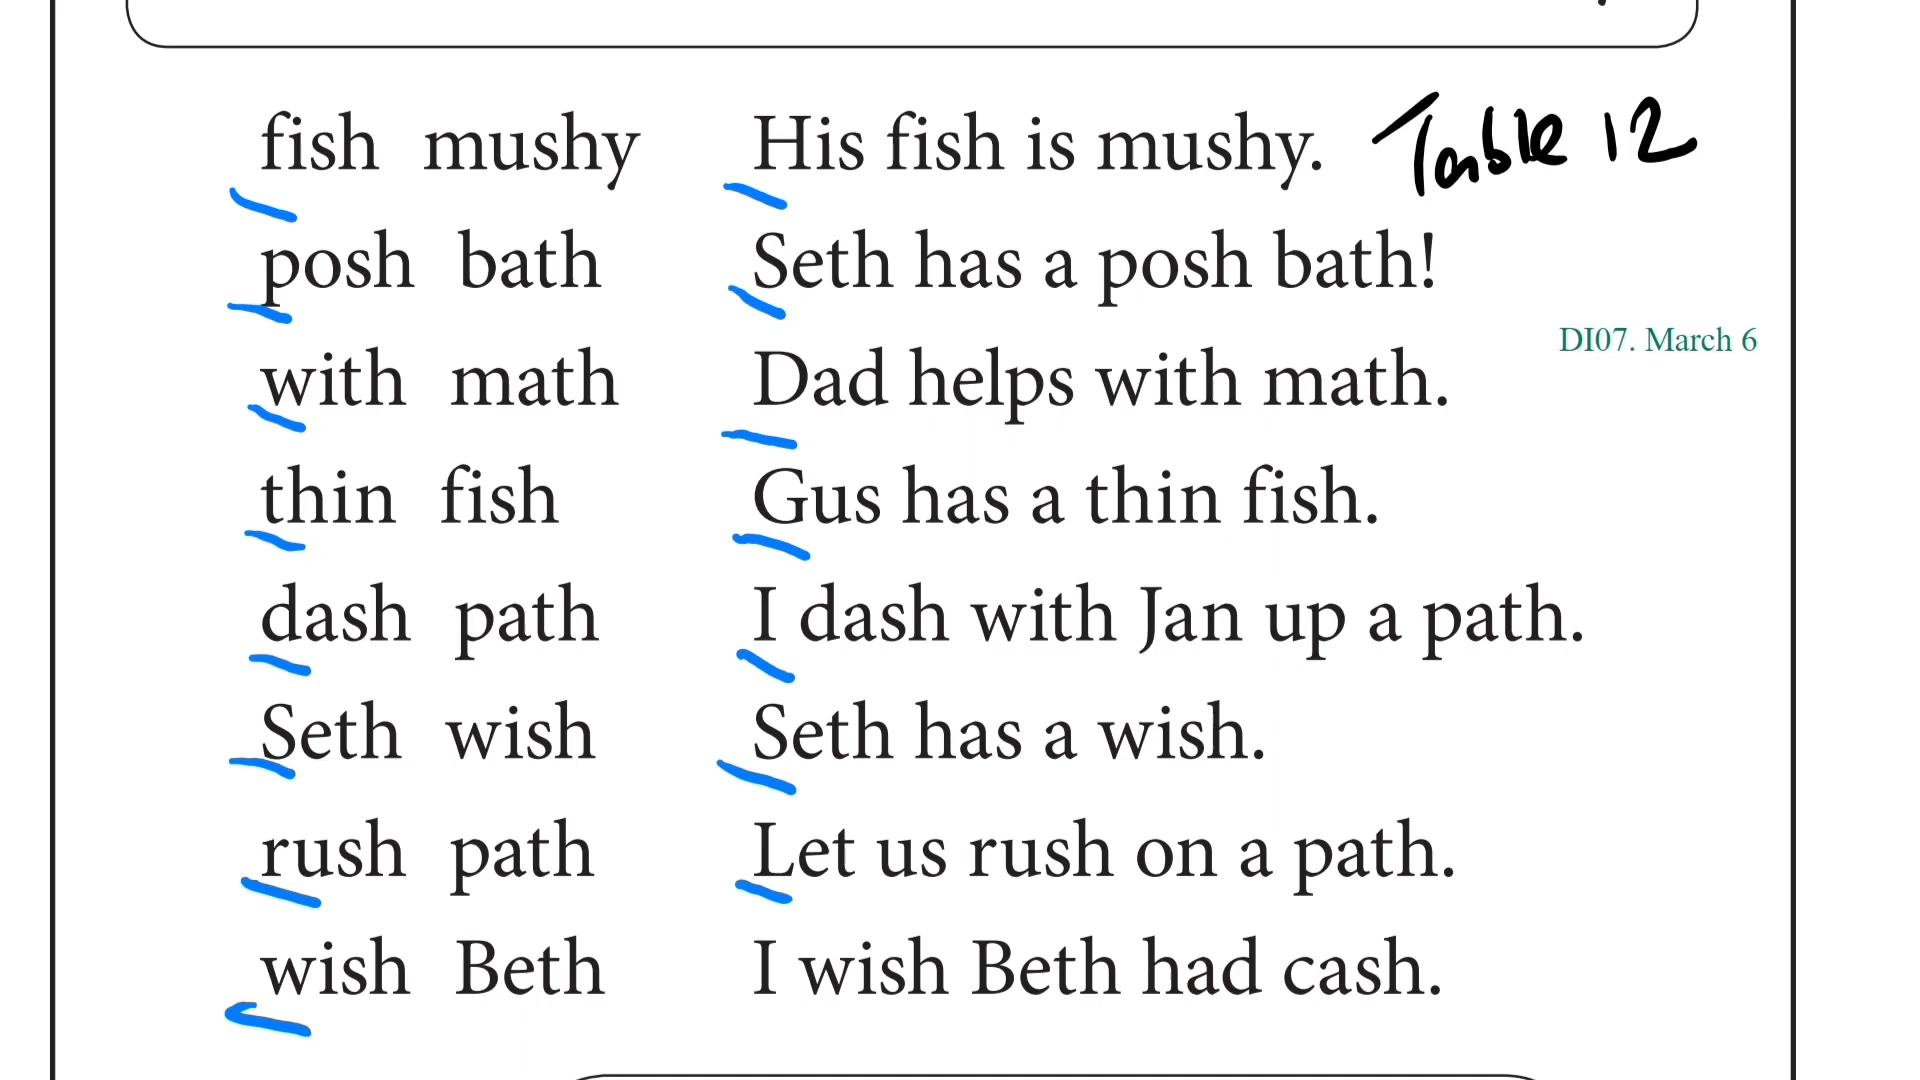 fish mushy His fish is mushy. Table 12
posh bath Seth has a posh bath!
DI07. March 6
with math Dad helps with math.
thin fish Gus has a thin fish.
dash path I dash with Jan up a path.
Seth wish Seth has a wish.
rush path Let us rush on a path.
wish Beth I wish Beth had cash.